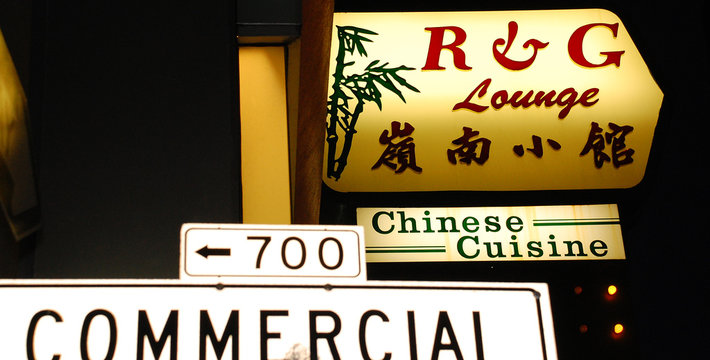 R & G
Lounge
嶺南小館
Chinese
Cuisine
← 700
COMMERCIAL